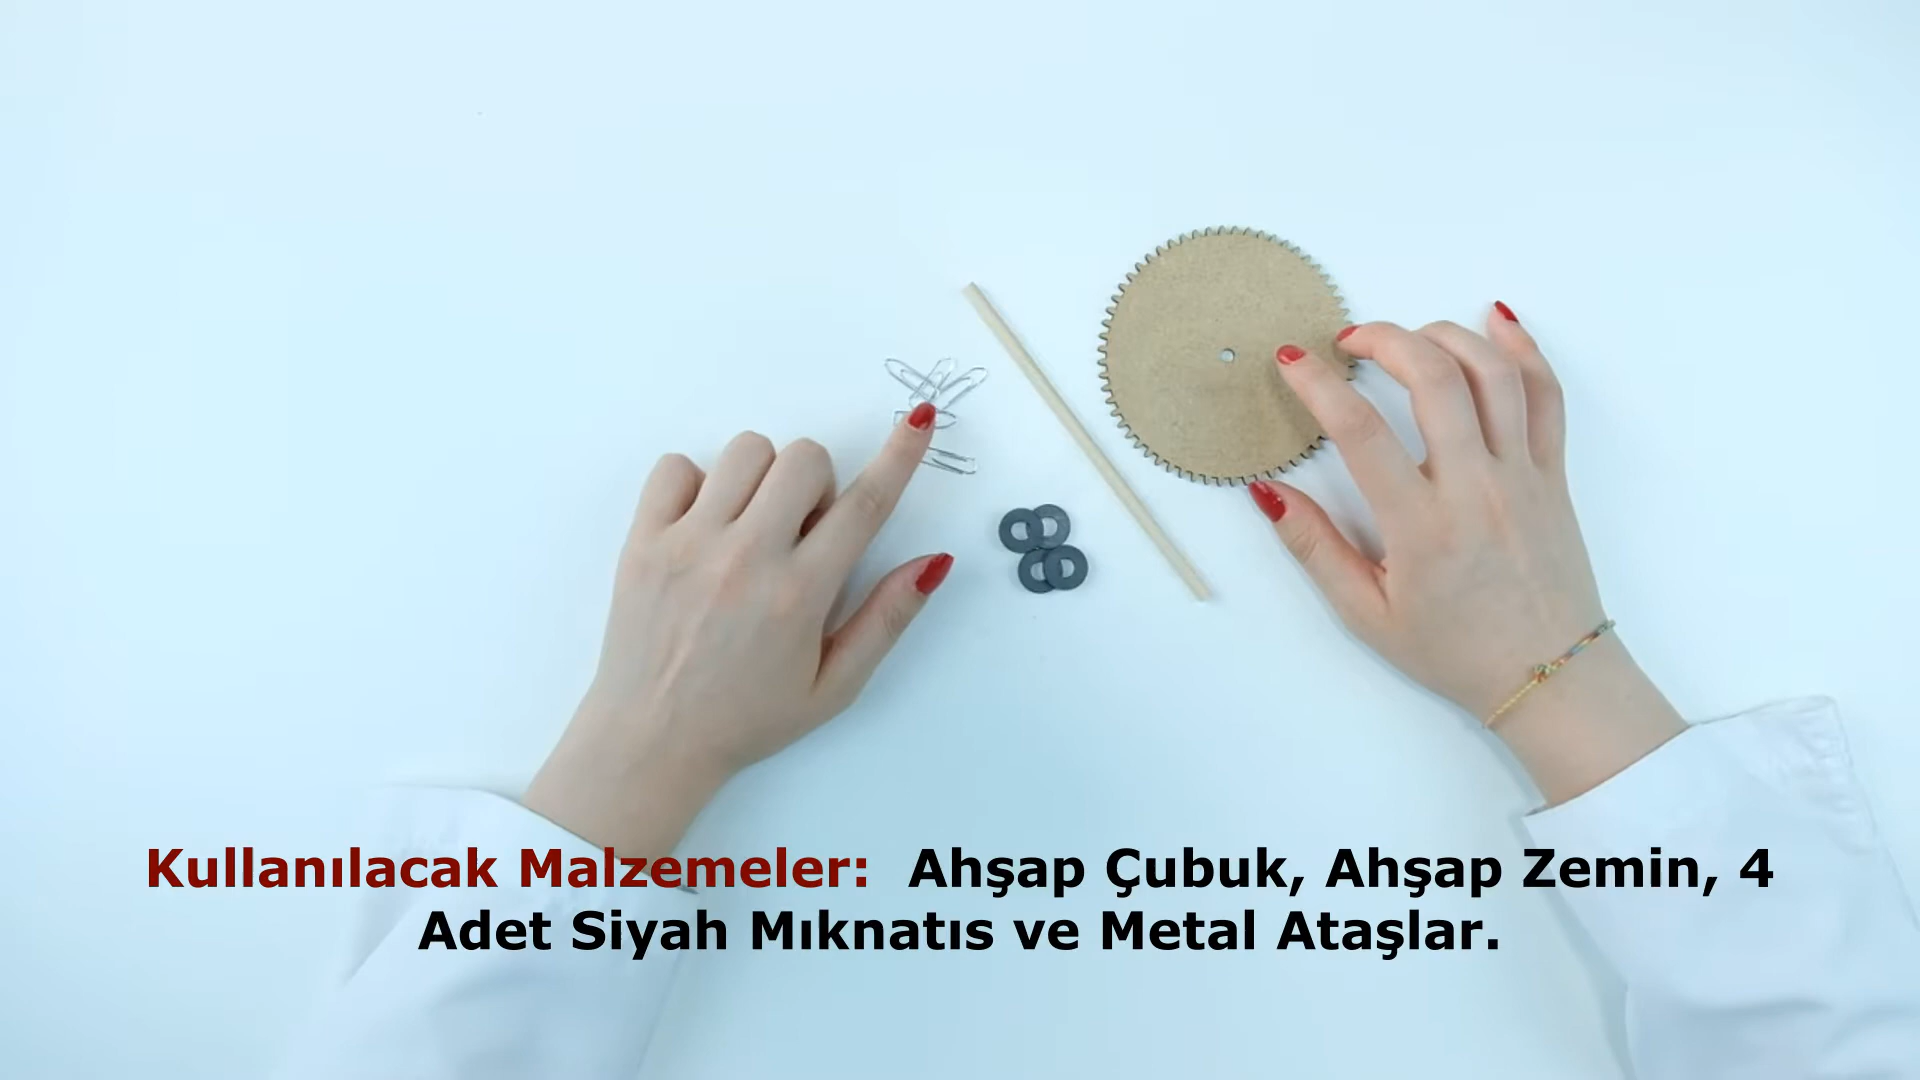 Kullanılacak Malzemeler:  Ahşap Çubuk, Ahşap Zemin, 4
Adet Siyah Mıknatıs ve Metal Ataşlar.